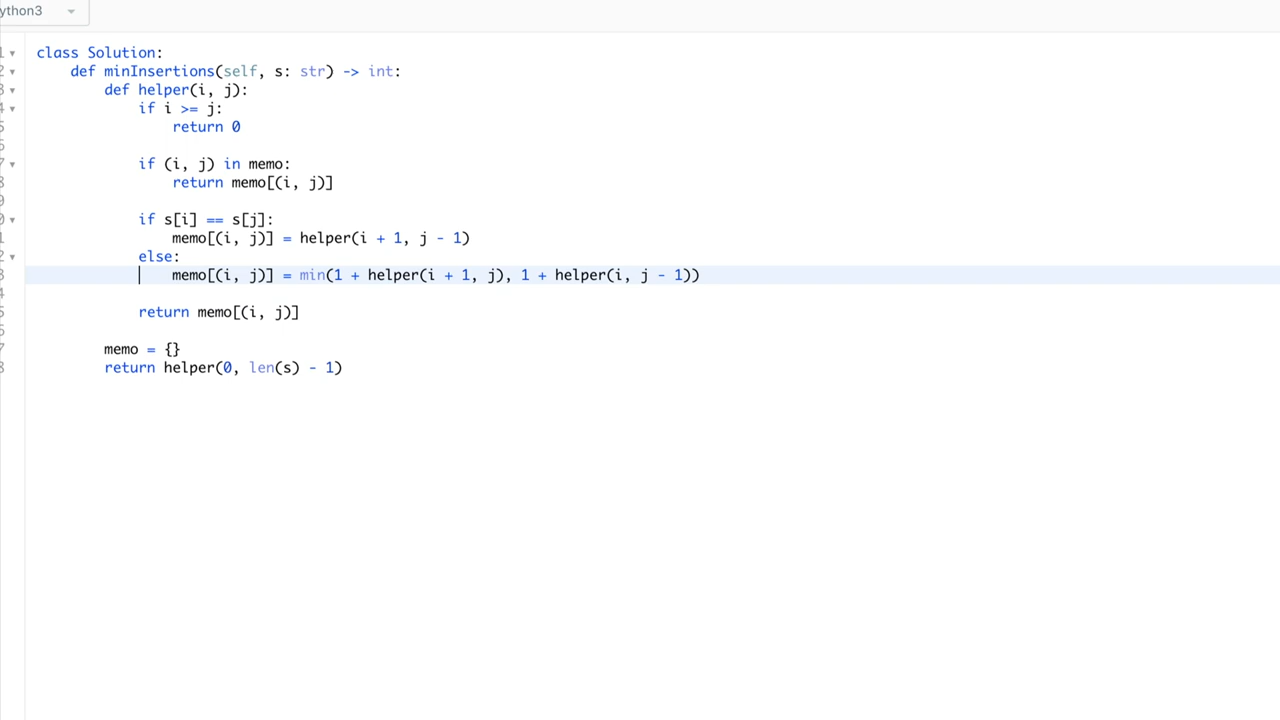 ython3
class Solution:
    def minInsertions(self, s: str) -> int:
        def helper(i, j):
            if i >= j:
                return 0

            if (i, j) in memo:
                return memo[(i, j)]

            if s[i] == s[j]:
                memo[(i, j)] = helper(i + 1, j - 1)
            else:
                memo[(i, j)] = min(1 + helper(i + 1, j), 1 + helper(i, j - 1))

            return memo[(i, j)]

        memo = {}
        return helper(0, len(s) - 1)